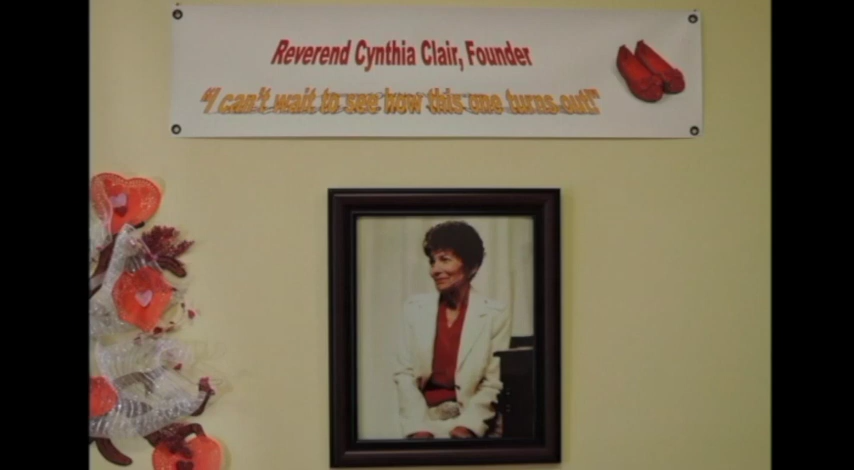 Reverend Cynthia Clair, Founder
"I can't wait to see how this one turns out!"